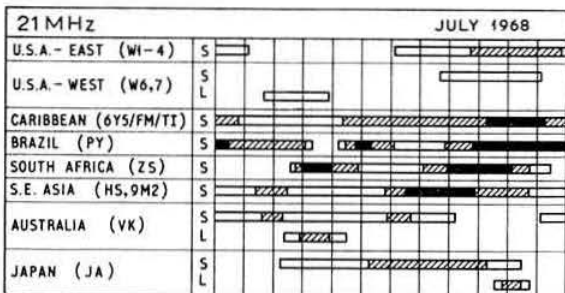 21MHz JULY 1968
U.S.A.- EAST (W1-4) S
U.S.A.- WEST (W6,7) S
L
CARIBBEAN (6Y5/FM/TI) S
BRAZIL (PY) S
SOUTH AFRICA (ZS) S
S.E. ASIA (HS,9M2) S
AUSTRALIA (VK) S
L
JAPAN (JA) S
L